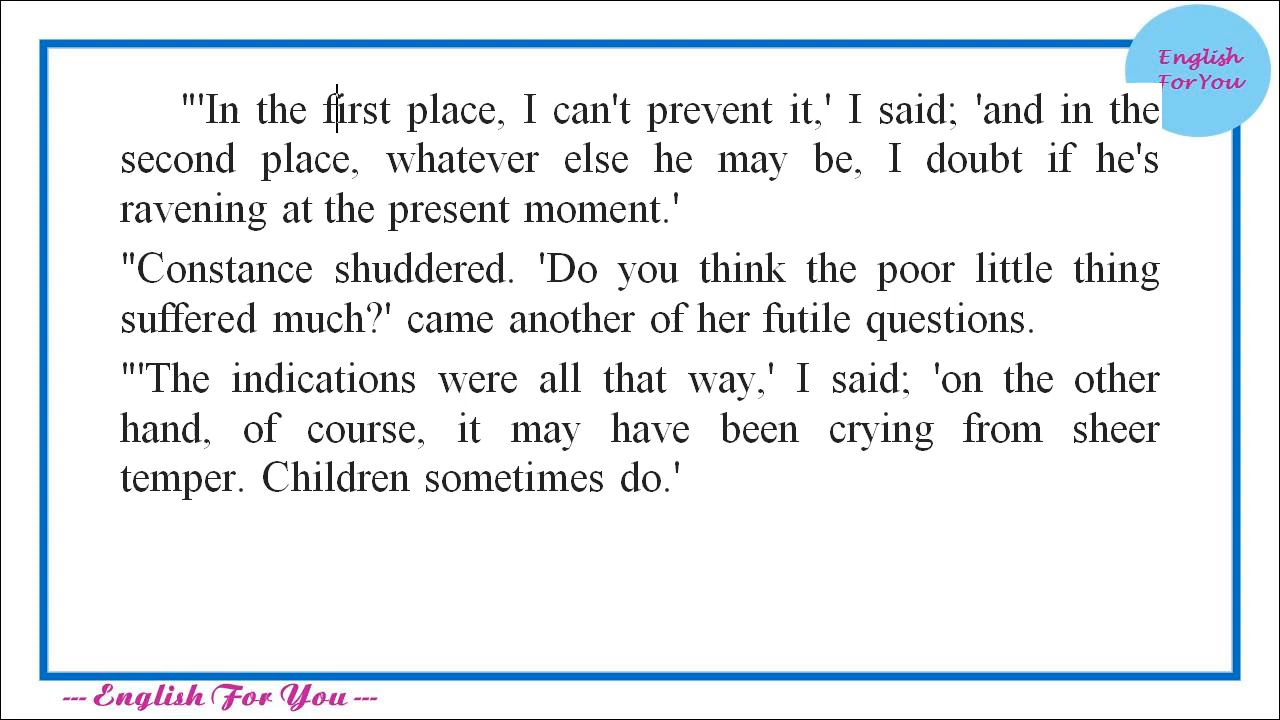 English
ForYou
"'In the first place, I can't prevent it,' I said; 'and in the
second place, whatever else he may be, I doubt if he's
ravening at the present moment.'
"Constance shuddered. 'Do you think the poor little thing
suffered much?' came another of her futile questions.
"'The indications were all that way,' I said; 'on the other
hand, of course, it may have been crying from sheer
temper. Children sometimes do.'
--- English For You ---